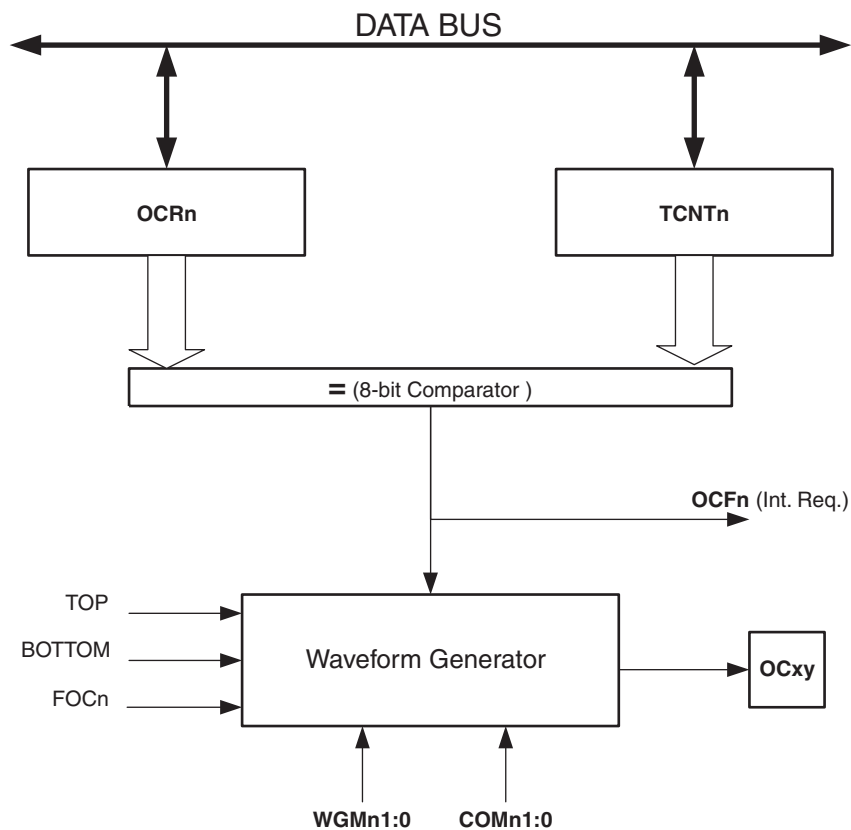 DATA BUS
OCRn
TCNTn
= (8-bit Comparator )
OCFn (Int. Req.)
TOP
BOTTOM
FOCn
Waveform Generator
OCxy
WGMn1:0
COMn1:0